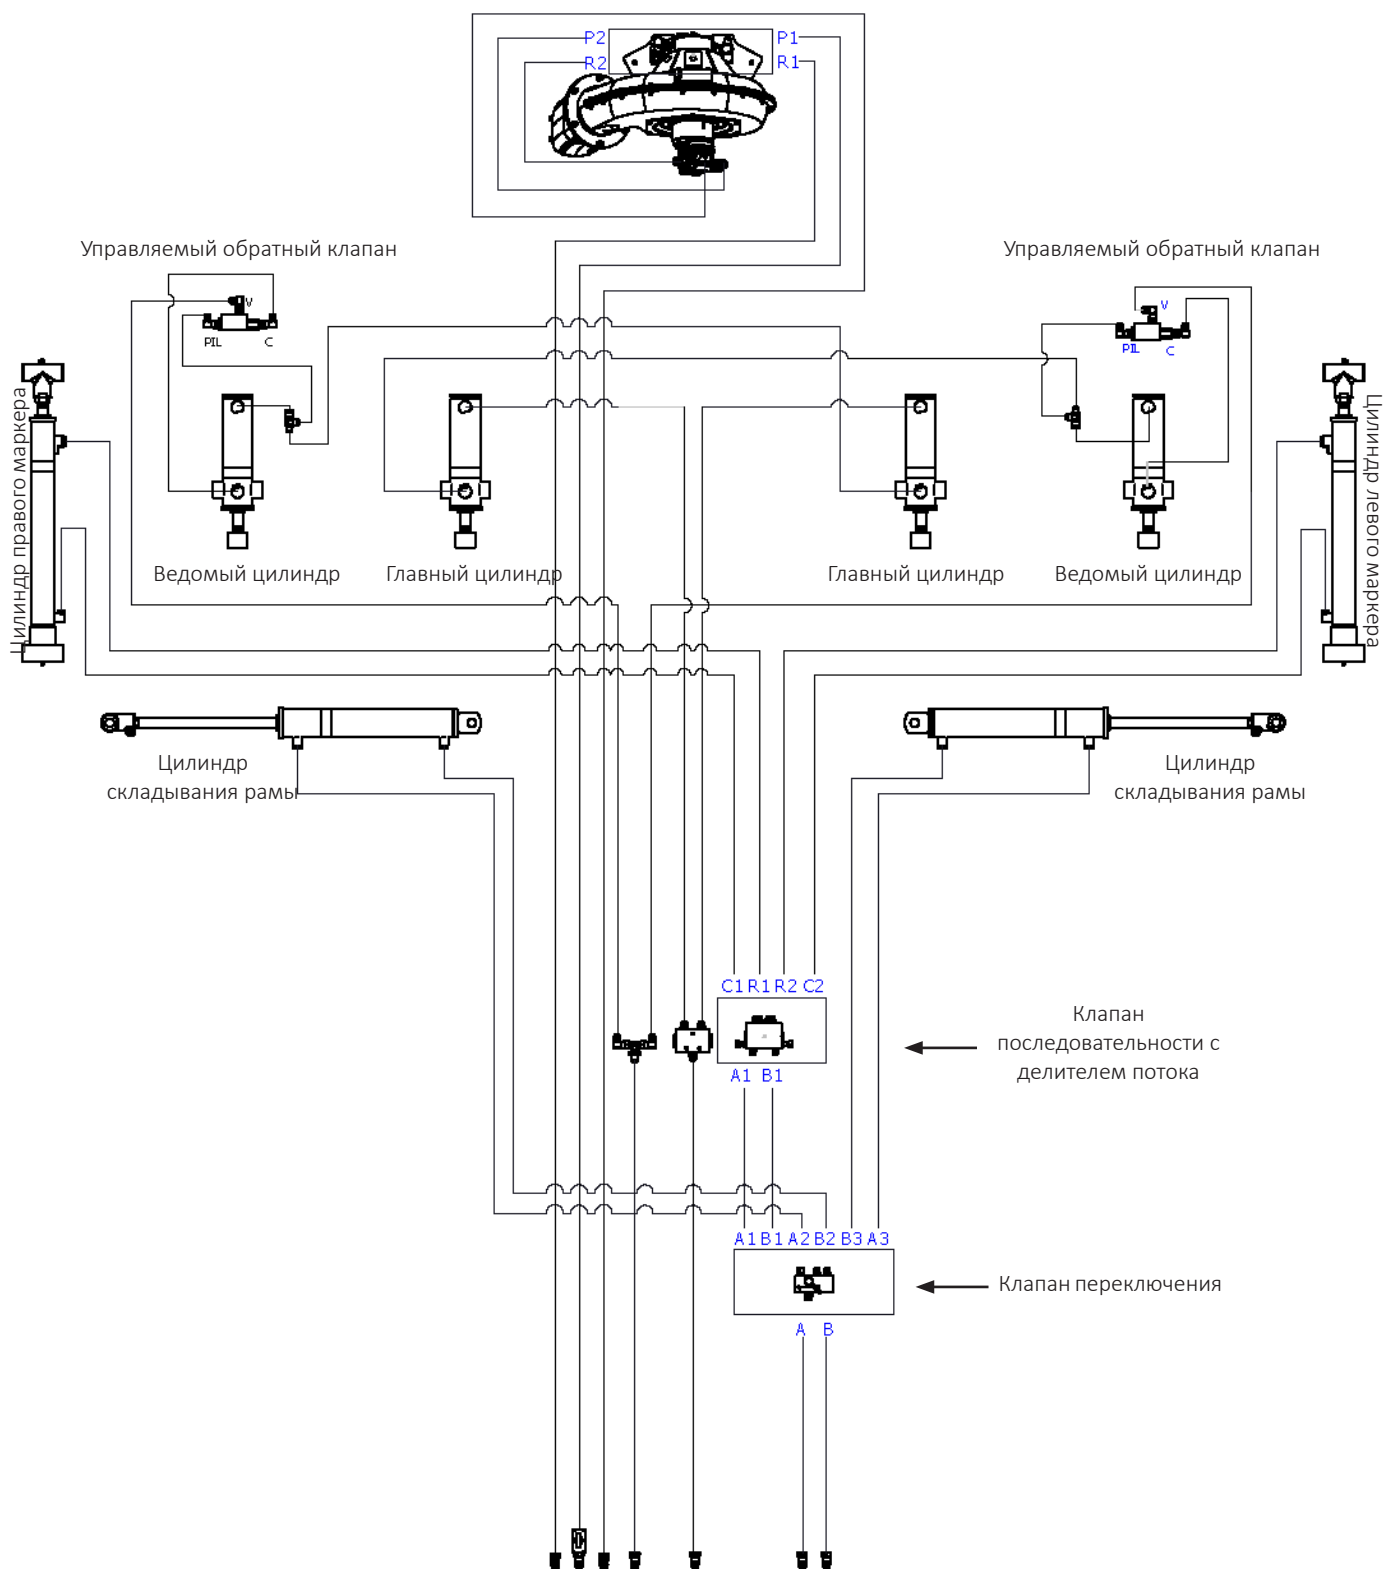 P2
P1
R2
R1
Управляемый обратный клапан
Управляемый обратный клапан
V
PIL
C
V
PIL
C
Цилиндр правого маркера
Цилиндр левого маркера
Ведомый цилиндр
Главный цилиндр
Главный цилиндр
Ведомый цилиндр
Цилиндр
складывания рамы
Цилиндр
складывания рамы
C1 R1 R2 C2
Клапан
последовательности с
делителем потока
A1 B1
A1 B1 A2 B2 B3 A3
Клапан переключения
A B